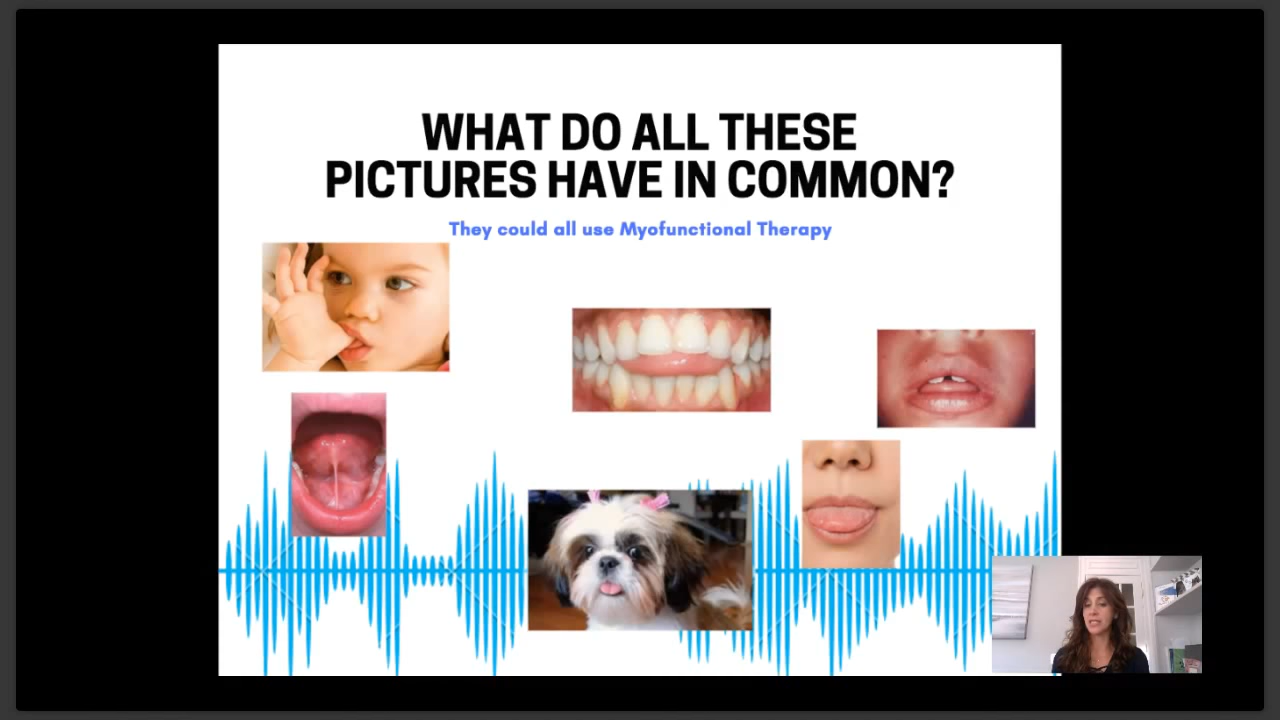 WHAT DO ALL THESE
PICTURES HAVE IN COMMON?
They could all use Myofunctional Therapy